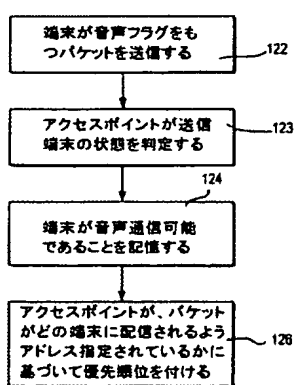 端末が音声フラグをも
つパケットを送信する
122
アクセスポイントが送信
端末の状態を判定する
123
124
端末が音声通信可能
であることを記憶する
アクセスポイントが、パケット
がどの端末に配信されるよう
アドレス指定されているかに
基づいて優先順位を付ける
126